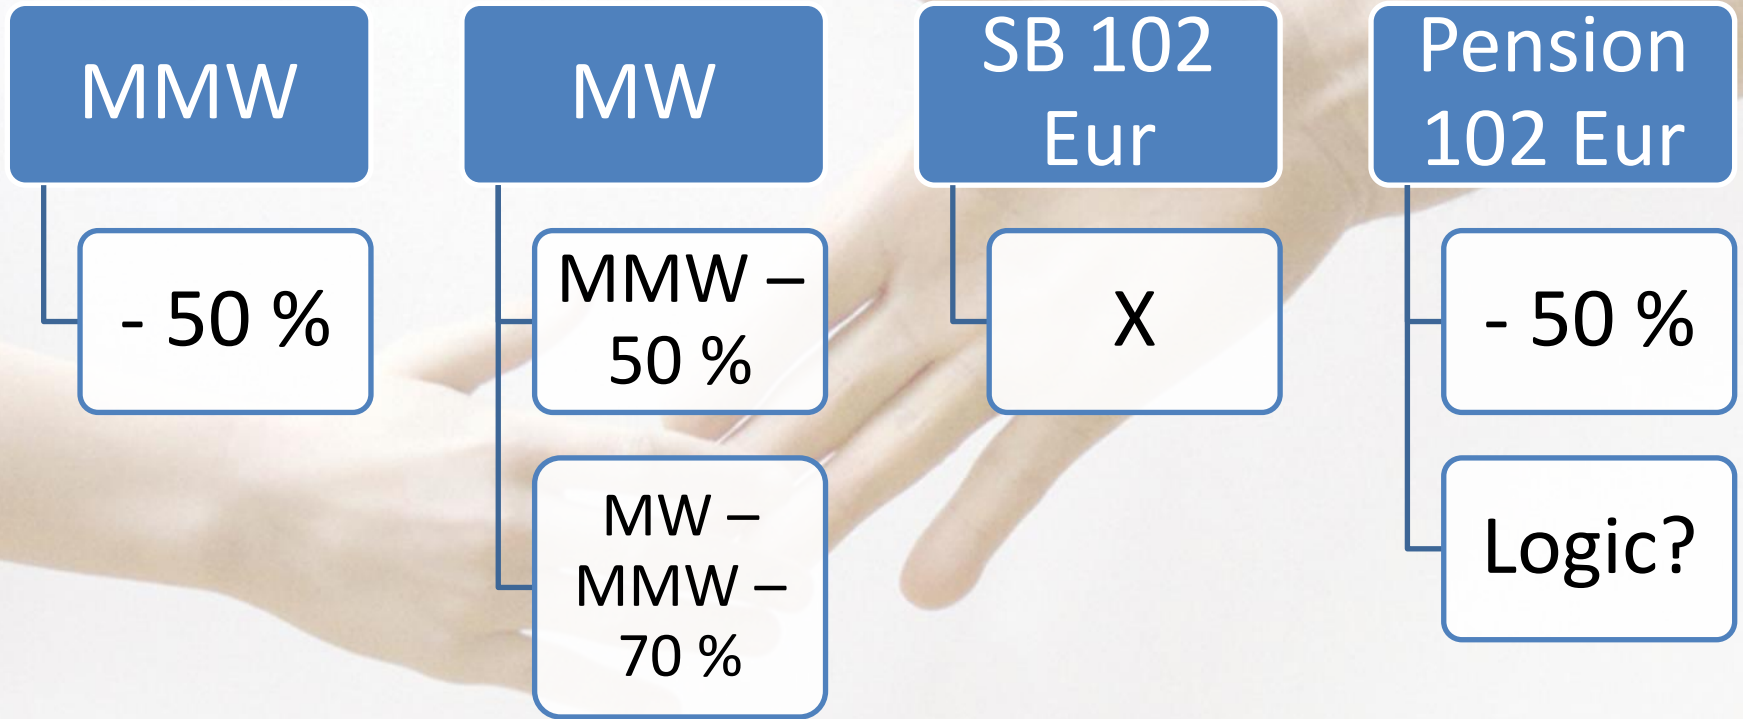 MMW
- 50 %
MW
MMW –
50 %
MW –
MMW –
70 %
SB 102
Eur
X
Pension
102 Eur
- 50 %
Logic?